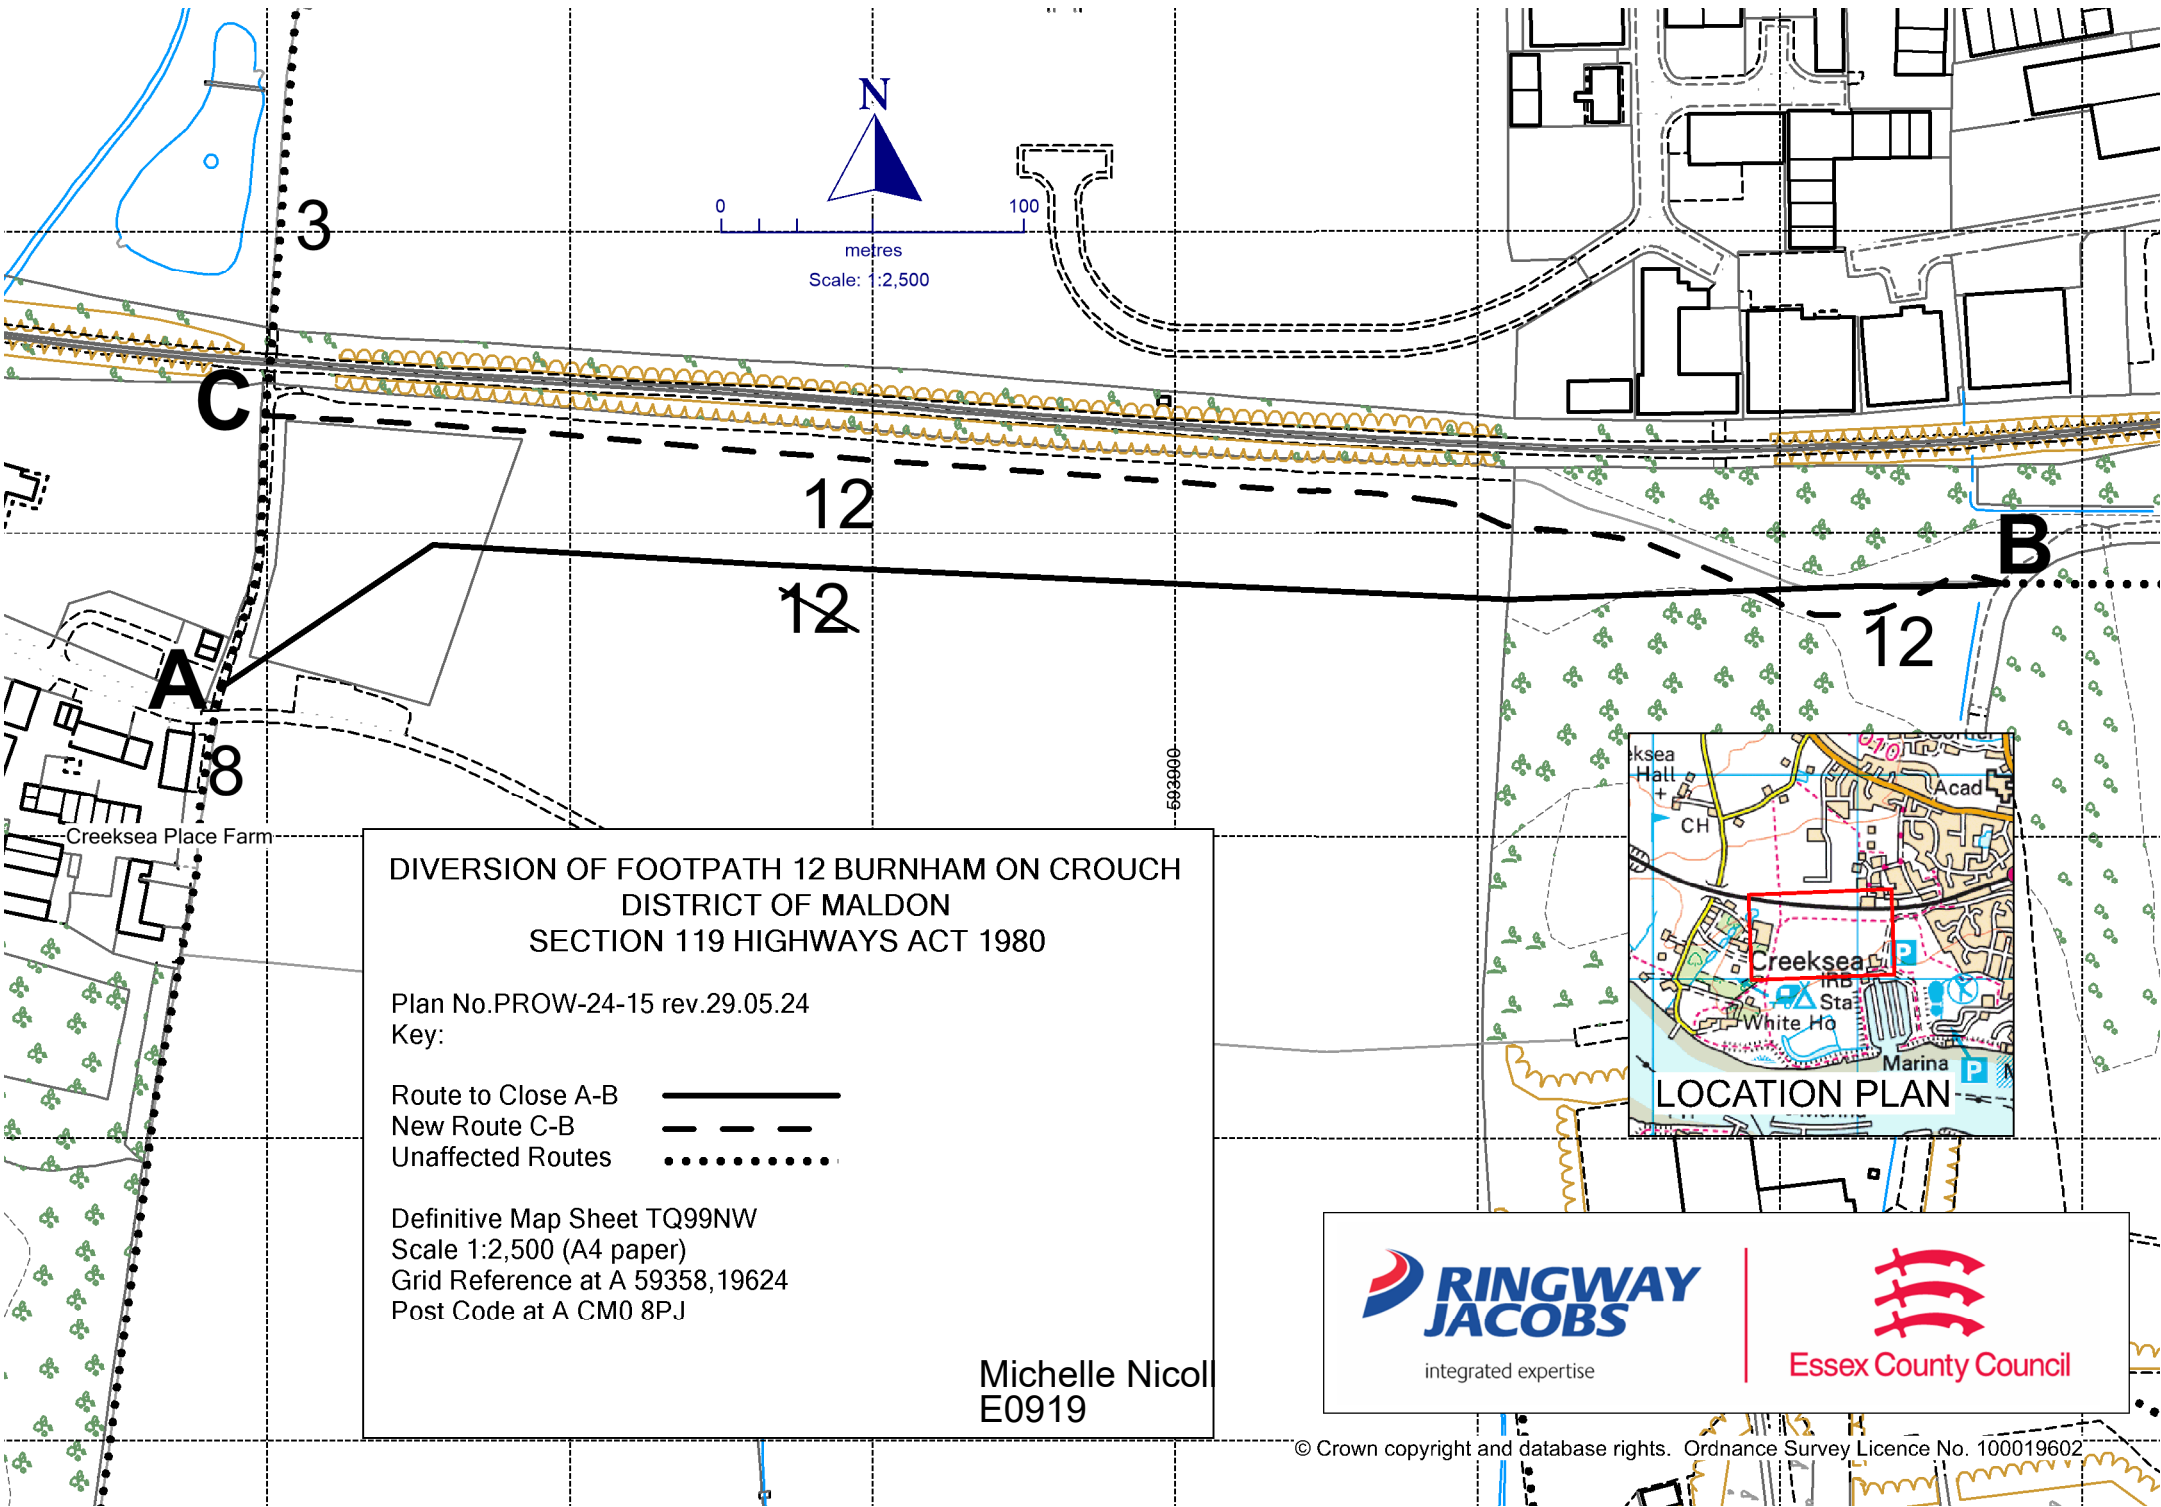 N
0
100
metres
Scale: 1:2,500
3
C
12
B
12
12
A
8
Creeksea Place Farm
593900
DIVERSION OF FOOTPATH 12 BURNHAM ON CROUCH
DISTRICT OF MALDON
SECTION 119 HIGHWAYS ACT 1980
Plan No.PROW-24-15 rev.29.05.24
Key:
Route to Close A-B
New Route C-B
Unaffected Routes
Definitive Map Sheet TQ99NW
Scale 1:2,500 (A4 paper)
Grid Reference at A 59358,19624
Post Code at A CM0 8PJ
Michelle Nicoll
E0919
eksea
Hall
CH
Acad
Creeksea
IRB
Sta
White Ho
P
Marina
P
LOCATION PLAN
RINGWAY
JACOBS
integrated expertise
Essex County Council
© Crown copyright and database rights. Ordnance Survey Licence No. 100019602